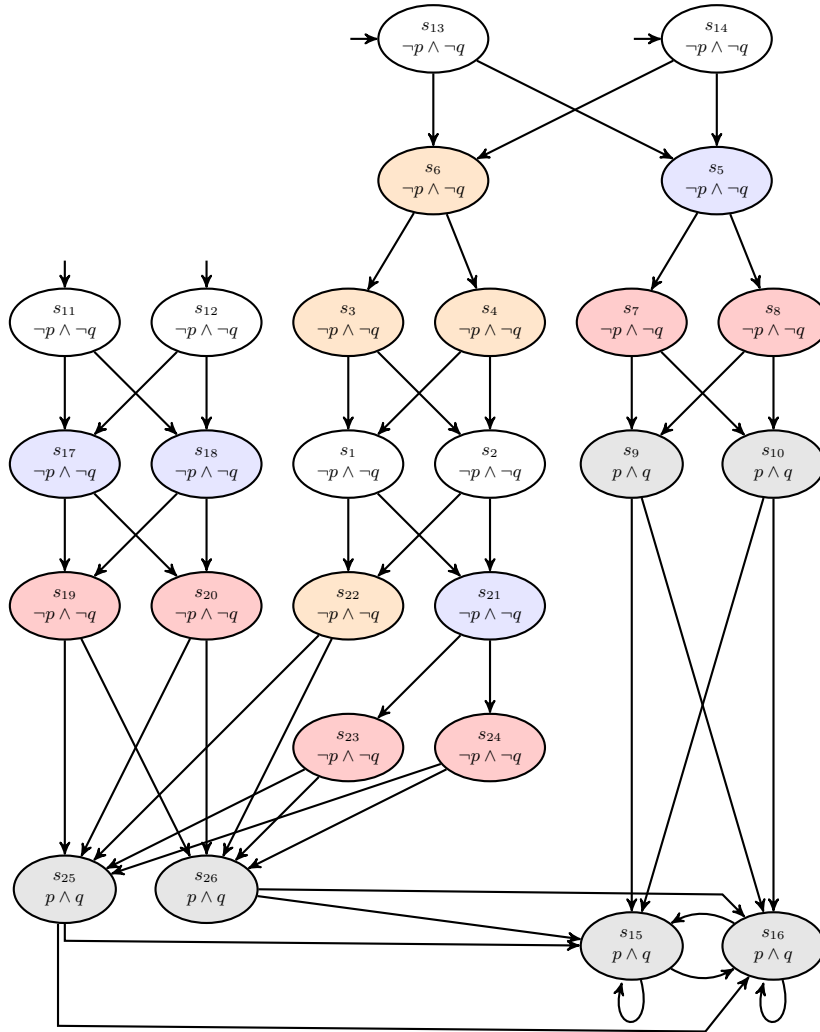 s₁₃
¬p ∧ ¬q
s₁₄
¬p ∧ ¬q
s₆
¬p ∧ ¬q
s₅
¬p ∧ ¬q
s₁₁
¬p ∧ ¬q
s₁₂
¬p ∧ ¬q
s₃
¬p ∧ ¬q
s₄
¬p ∧ ¬q
s₇
¬p ∧ ¬q
s₈
¬p ∧ ¬q
s₁₇
¬p ∧ ¬q
s₁₈
¬p ∧ ¬q
s₁
¬p ∧ ¬q
s₂
¬p ∧ ¬q
s₉
p ∧ q
s₁₀
p ∧ q
s₁₉
¬p ∧ ¬q
s₂₀
¬p ∧ ¬q
s₂₂
¬p ∧ ¬q
s₂₁
¬p ∧ ¬q
s₂₃
¬p ∧ ¬q
s₂₄
¬p ∧ ¬q
s₂₅
p ∧ q
s₂₆
p ∧ q
s₁₅
p ∧ q
s₁₆
p ∧ q